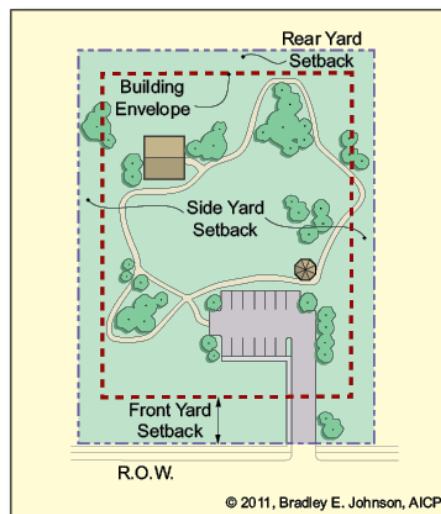 Rear Yard
Setback
Building
Envelope
Side Yard
Setback
Front Yard
Setback
R.O.W.
© 2011, Bradley E. Johnson, AICP